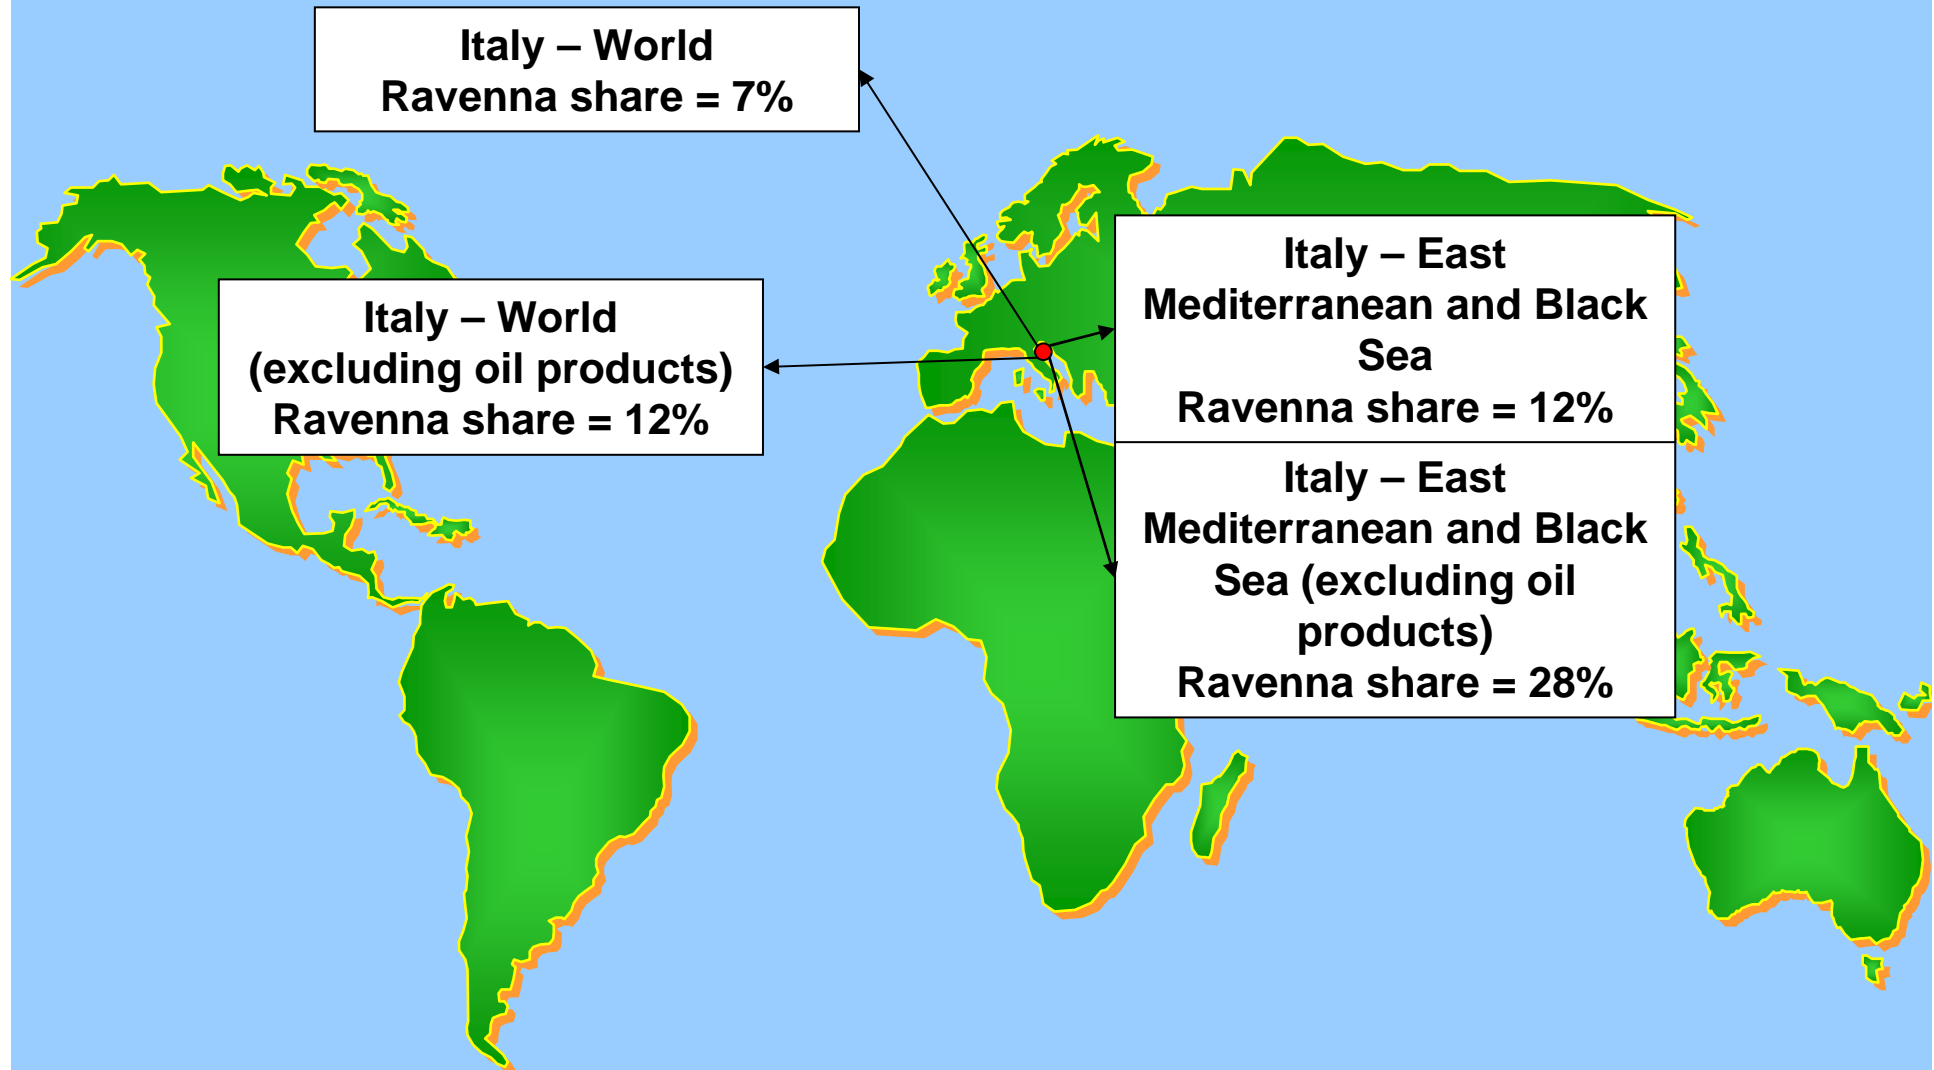 Italy – World
Ravenna share = 7%
Italy – World
(excluding oil products)
Ravenna share = 12%
Italy – East
Mediterranean and Black
Sea
Ravenna share = 12%
Italy – East
Mediterranean and Black
Sea (excluding oil
products)
Ravenna share = 28%